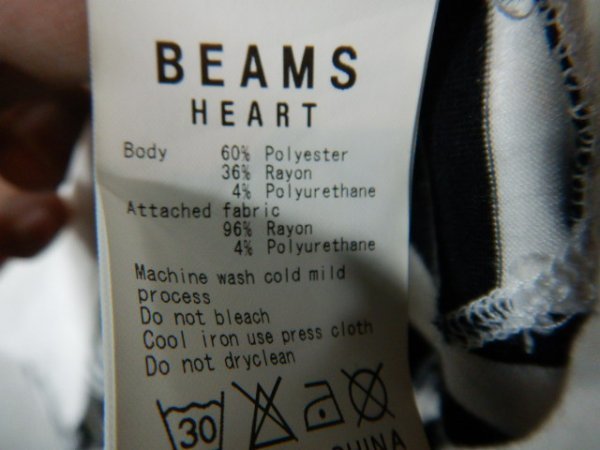 BEAMS
HEART
Body 60% Polyester
36% Rayon
4% Polyurethane
Attached fabric
96% Rayon
4% Polyurethane
Machine wash cold mild
process
Do not bleach
Cool iron use press cloth
Do not dryclean
30
CHINA